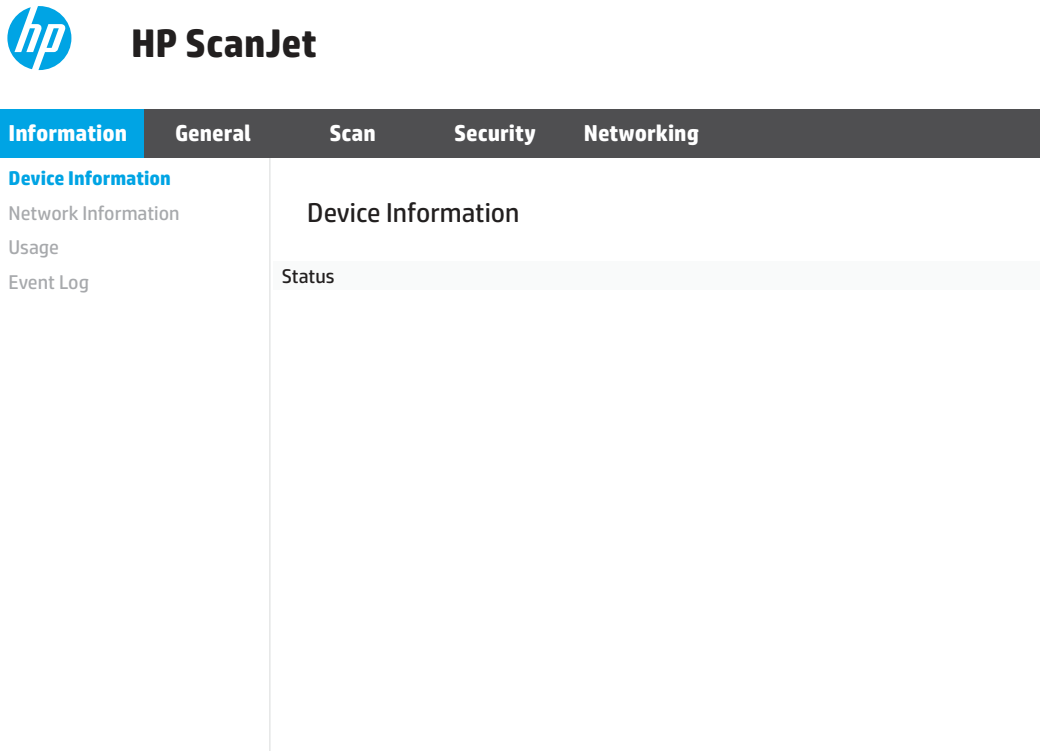 hp
HP ScanJet
Information General Scan Security Networking
Device Information
Network Information
Usage
Event Log
Device Information
Status